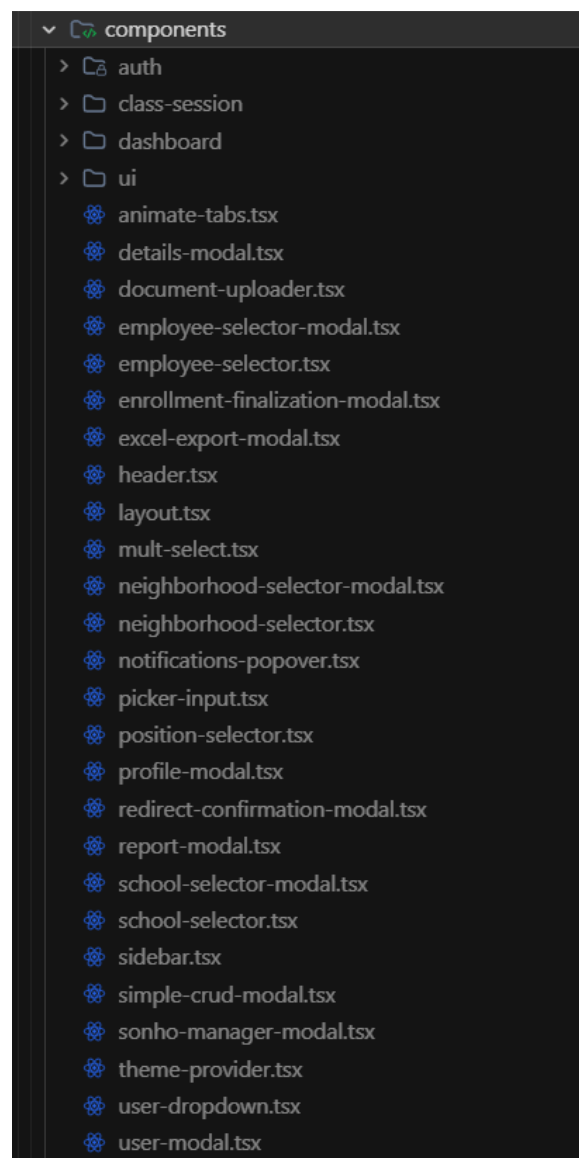 components
auth
class-session
dashboard
ui
animate-tabs.tsx
details-modal.tsx
document-uploader.tsx
employee-selector-modal.tsx
employee-selector.tsx
enrollment-finalization-modal.tsx
excel-export-modal.tsx
header.tsx
layout.tsx
mult-select.tsx
neighborhood-selector-modal.tsx
neighborhood-selector.tsx
notifications-popover.tsx
picker-input.tsx
position-selector.tsx
profile-modal.tsx
redirect-confirmation-modal.tsx
report-modal.tsx
school-selector-modal.tsx
school-selector.tsx
sidebar.tsx
simple-crud-modal.tsx
sonho-manager-modal.tsx
theme-provider.tsx
user-dropdown.tsx
user-modal.tsx